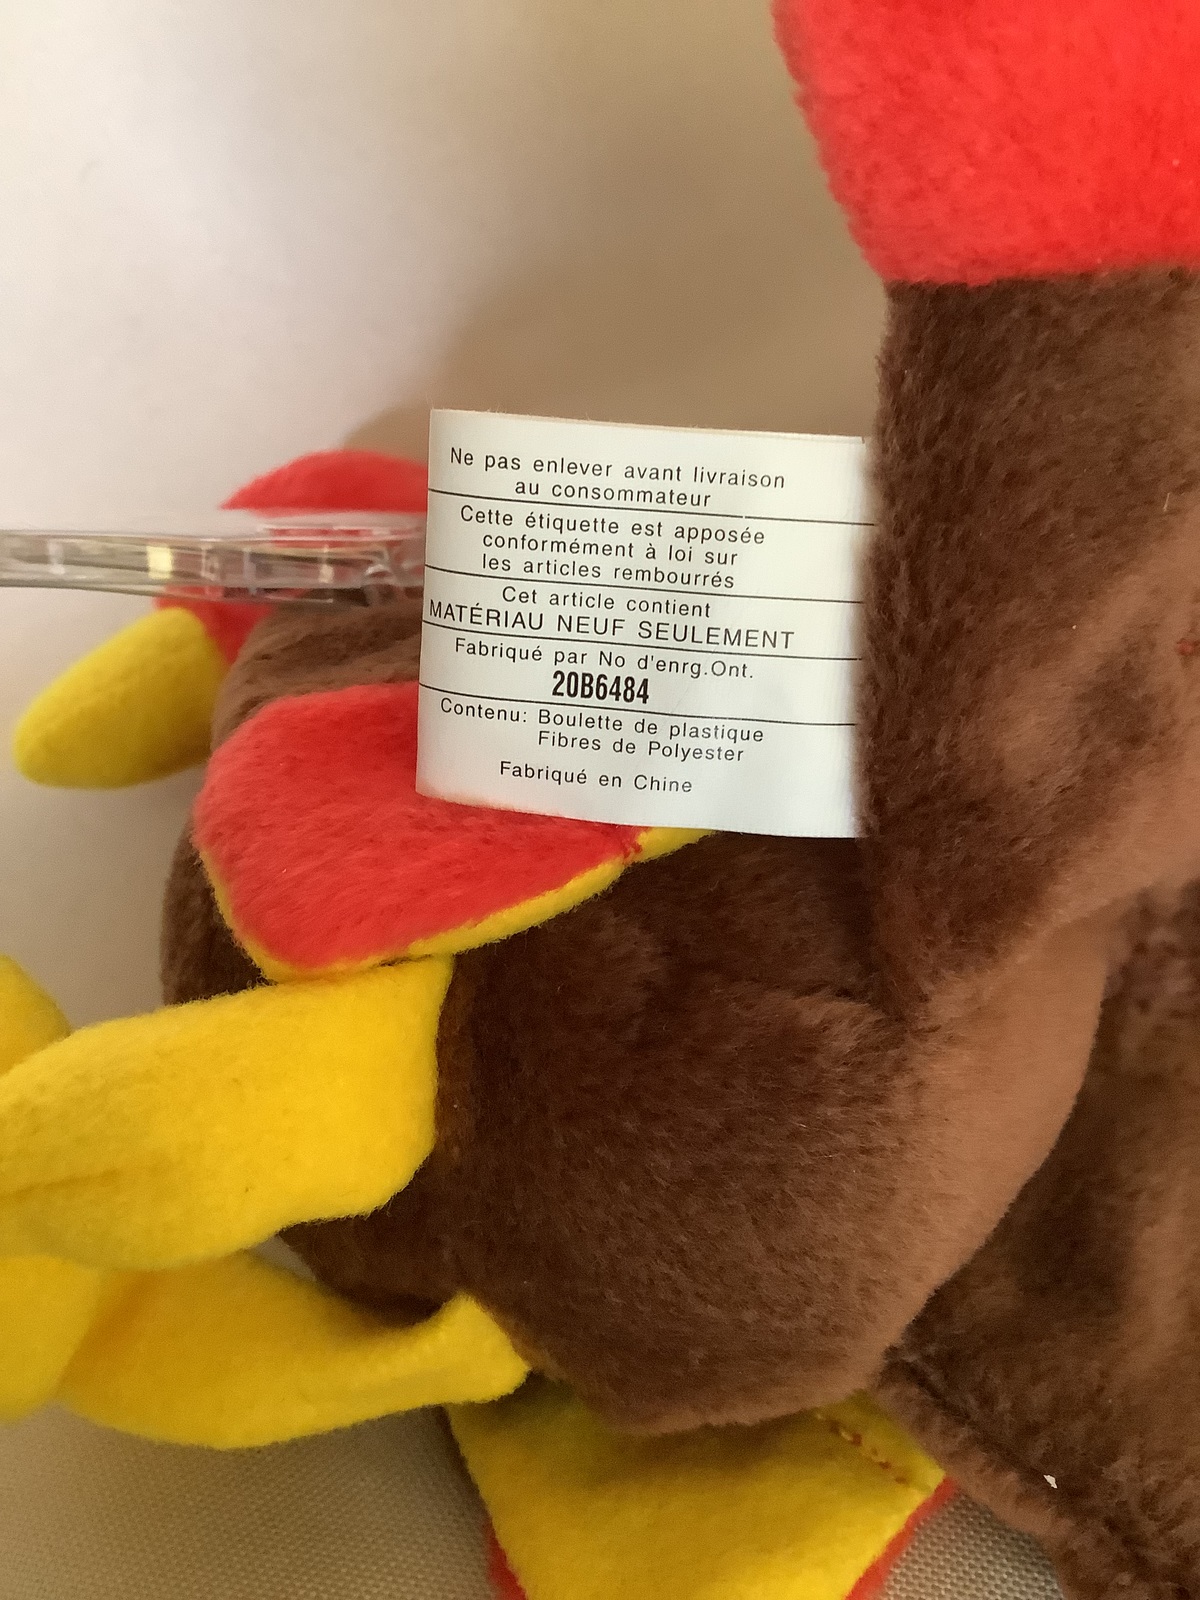 Ne pas enlever avant livraison
au consommateur
Cette étiquette est apposée
conformément à loi sur
les articles rembourrés
Cet article contient
MATÉRIAU NEUF SEULEMENT
Fabriqué par No d'enrg.Ont.
20B6484
Contenu: Boulette de plastique
Fibres de Polyester
Fabriqué en Chine